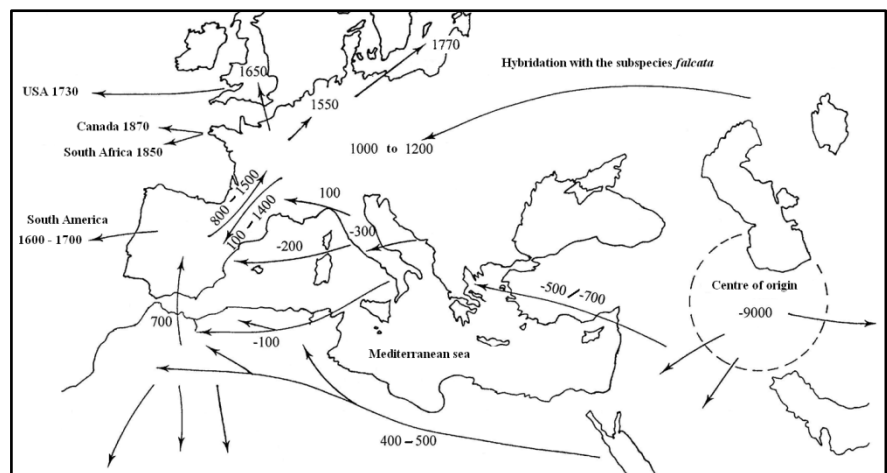 1770
Hybridation with the subspecies falcata
1650
USA 1730
1550
Canada 1870
South Africa 1850
1000 to 1200
800 – 1500
100
100 – 1400
South America
1600 - 1700
-300
-200
-500 / -700
Centre of origin
-9000
700
-100
Mediterranean sea
400 – 500